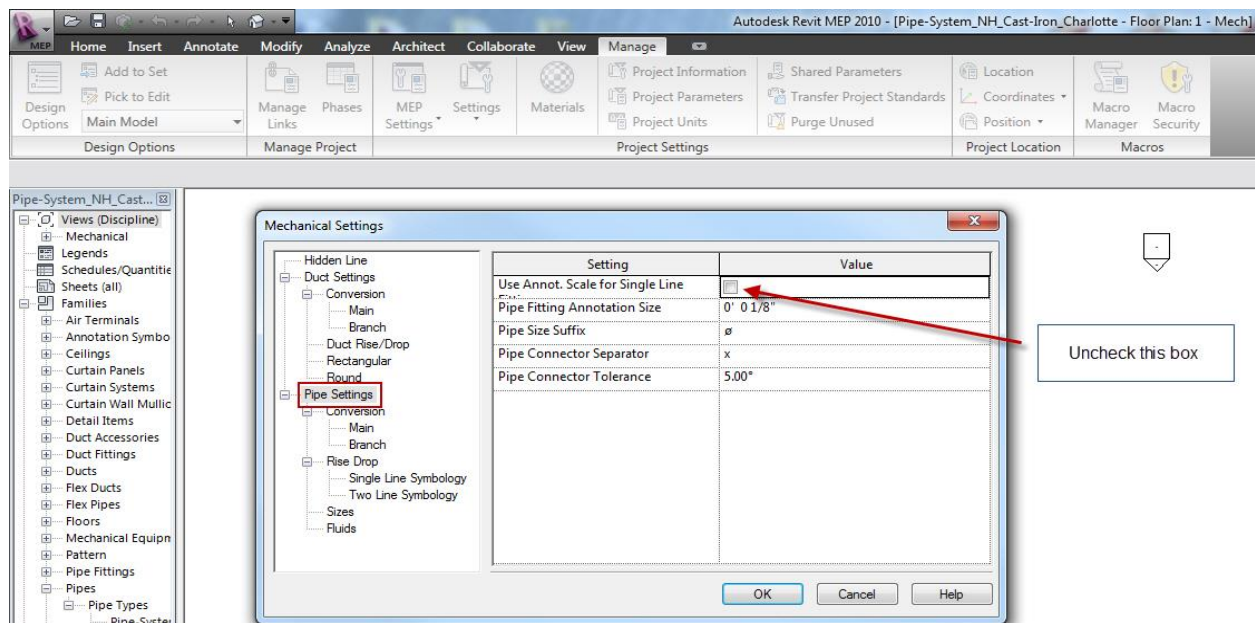 Autodesk Revit MEP 2010 - [Pipe-System_NH_Cast-Iron_Charlotte - Floor Plan: 1 - Mech]
MEP Home Insert Annotate Modify Analyze Architect Collaborate View Manage
Add to Set
Pick to Edit
Design Options
Main Model
Manage Links
Phases
MEP Settings
Settings
Materials
Project Information
Project Parameters
Project Units
Shared Parameters
Transfer Project Standards
Purge Unused
Location
Coordinates
Position
Macro Manager
Macro Security
Design Options Manage Project Project Settings Project Location Macros
Pipe-System_NH_Cast...
Views (Discipline)
Mechanical
Legends
Schedules/Quantitie
Sheets (all)
Families
Air Terminals
Annotation Symbo
Ceilings
Curtain Panels
Curtain Systems
Curtain Wall Mullic
Detail Items
Duct Accessories
Duct Fittings
Ducts
Flex Ducts
Flex Pipes
Floors
Mechanical Equipm
Pattern
Pipe Fittings
Pipes
Pipe Types
Pipe-System
Mechanical Settings
Hidden Line
Duct Settings
Conversion
Main
Branch
Duct Rise/Drop
Rectangular
Round
Pipe Settings
Conversion
Main
Branch
Rise Drop
Single Line Symbology
Two Line Symbology
Sizes
Fluids
Setting Value
Use Annot. Scale for Single Line
Pipe Fitting Annotation Size 0' 0 1/8"
Pipe Size Suffix ø
Pipe Connector Separator x
Pipe Connector Tolerance 5.00°
OK Cancel Help
Uncheck this box